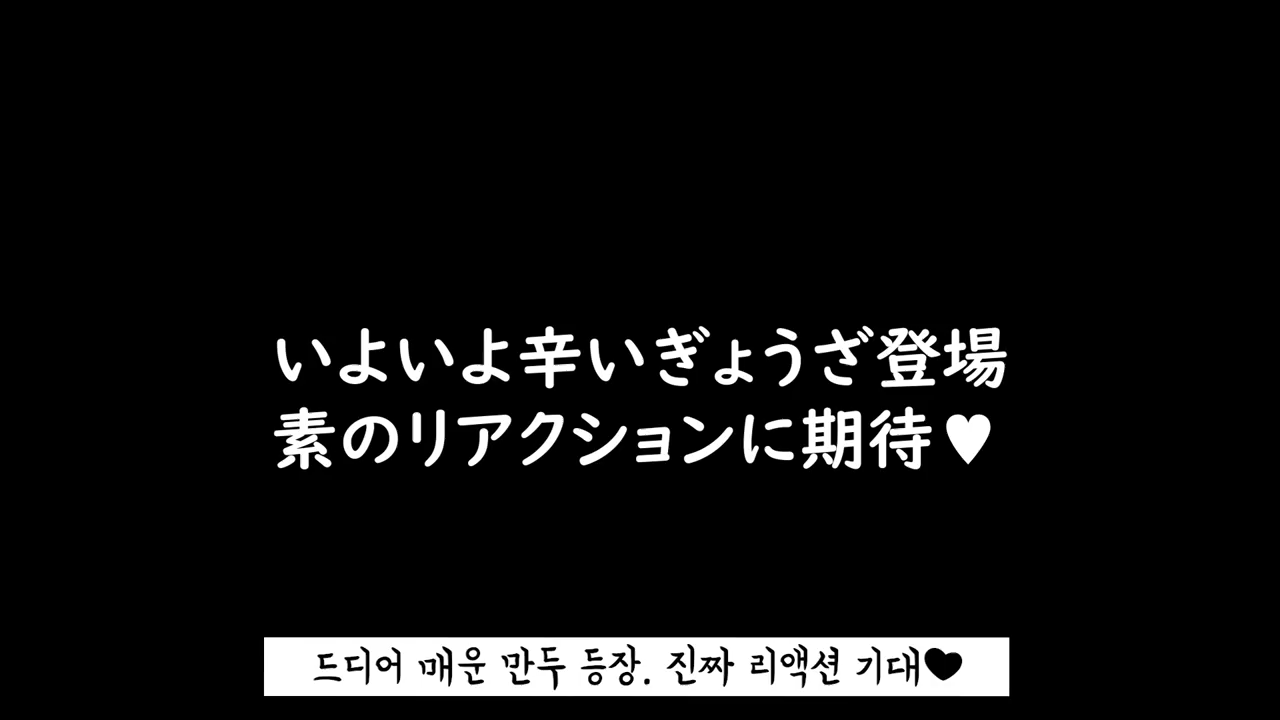 いよいよ辛いぎょうざ登場
素のリアクションに期待♥
드디어 매운 만두 등장. 진짜 리액션 기대♥